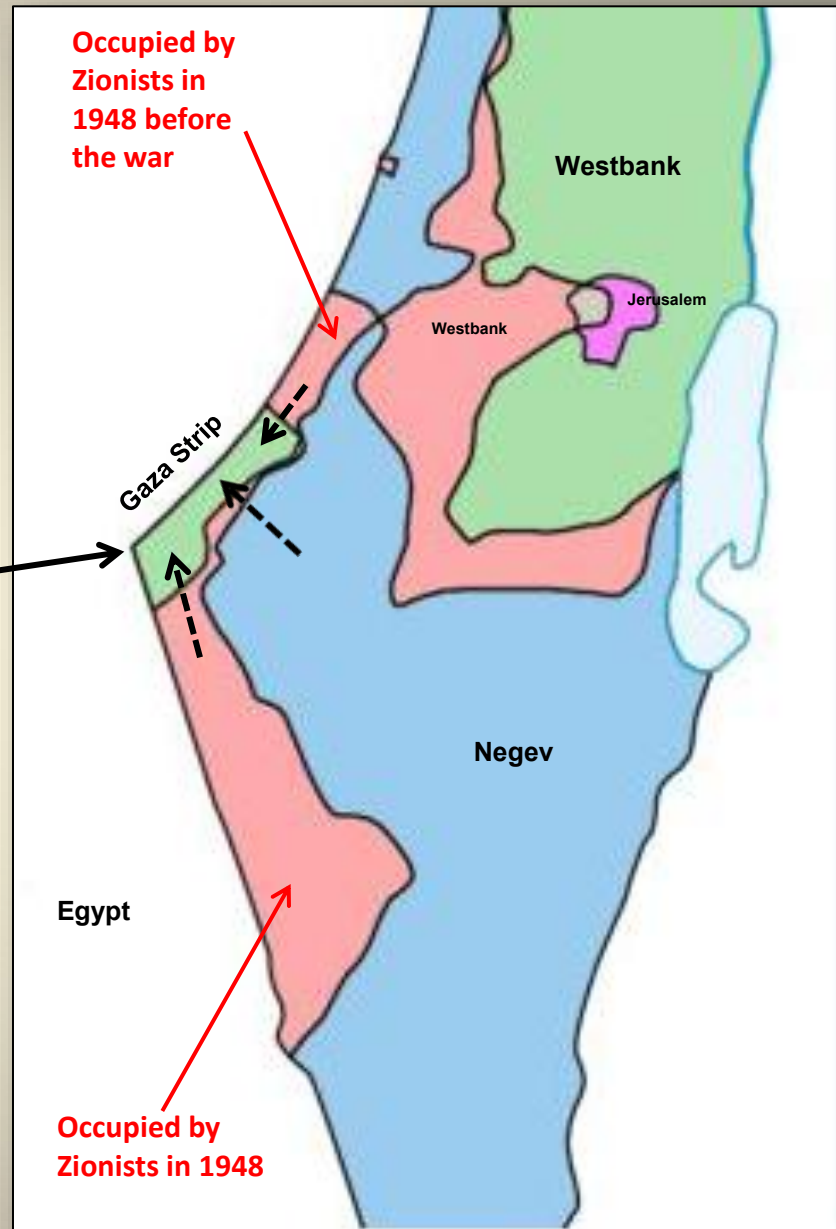 Occupied by
Zionists in
1948 before
the war
Westbank
Jerusalem
Westbank
Gaza Strip
Negev
Egypt
Occupied by
Zionists in 1948